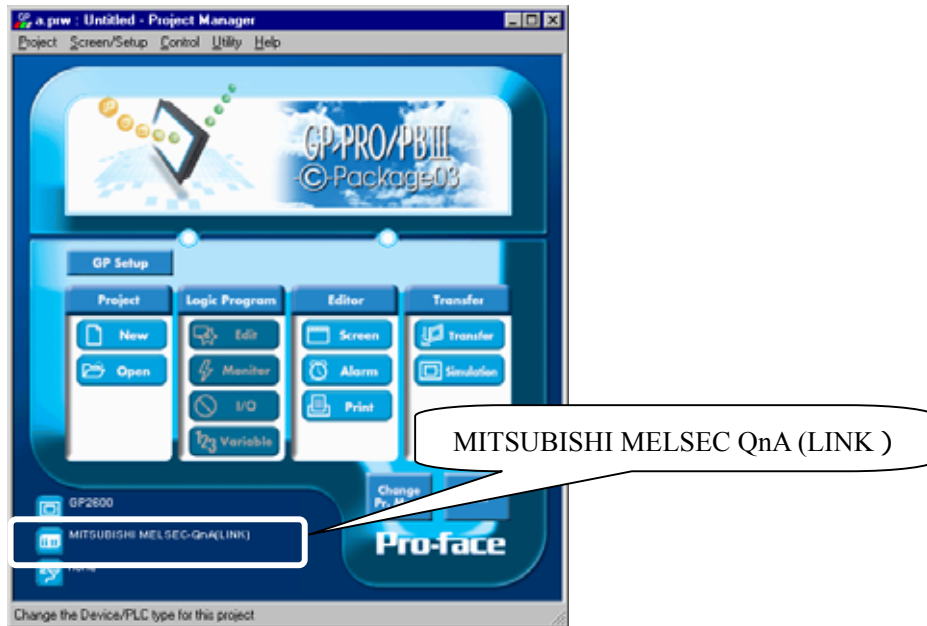 a.prw : Untitled - Project Manager
Project Screen/Setup Control Utility Help
GP-PRO/PBIII
-C-Package03
GP Setup
Project Logic Program Editor Transfer
New Edit Screen Transfer
Open Monitor Alarm Simulation
I/O Print
123 Variable
MITSUBISHI MELSEC QnA (LINK )
Change
Pr.
GP2600
MITSUBISHI MELSEC-QnA(LINK)
Pro-face
Change the Device/PLC type for this project